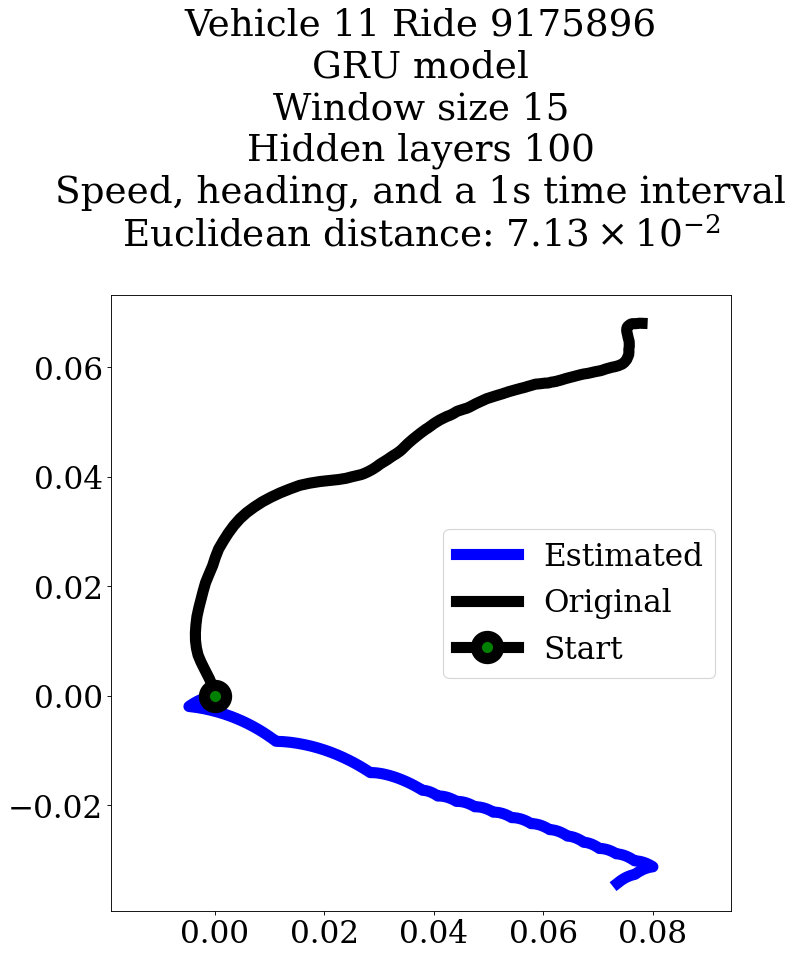 Vehicle 11 Ride 9175896
GRU model
Window size 15
Hidden layers 100
Speed, heading, and a 1s time interval
Euclidean distance: 7.13 × 10⁻²
0.06
0.04
0.02
0.00
−0.02
Estimated
Original
Start
0.00 0.02 0.04 0.06 0.08